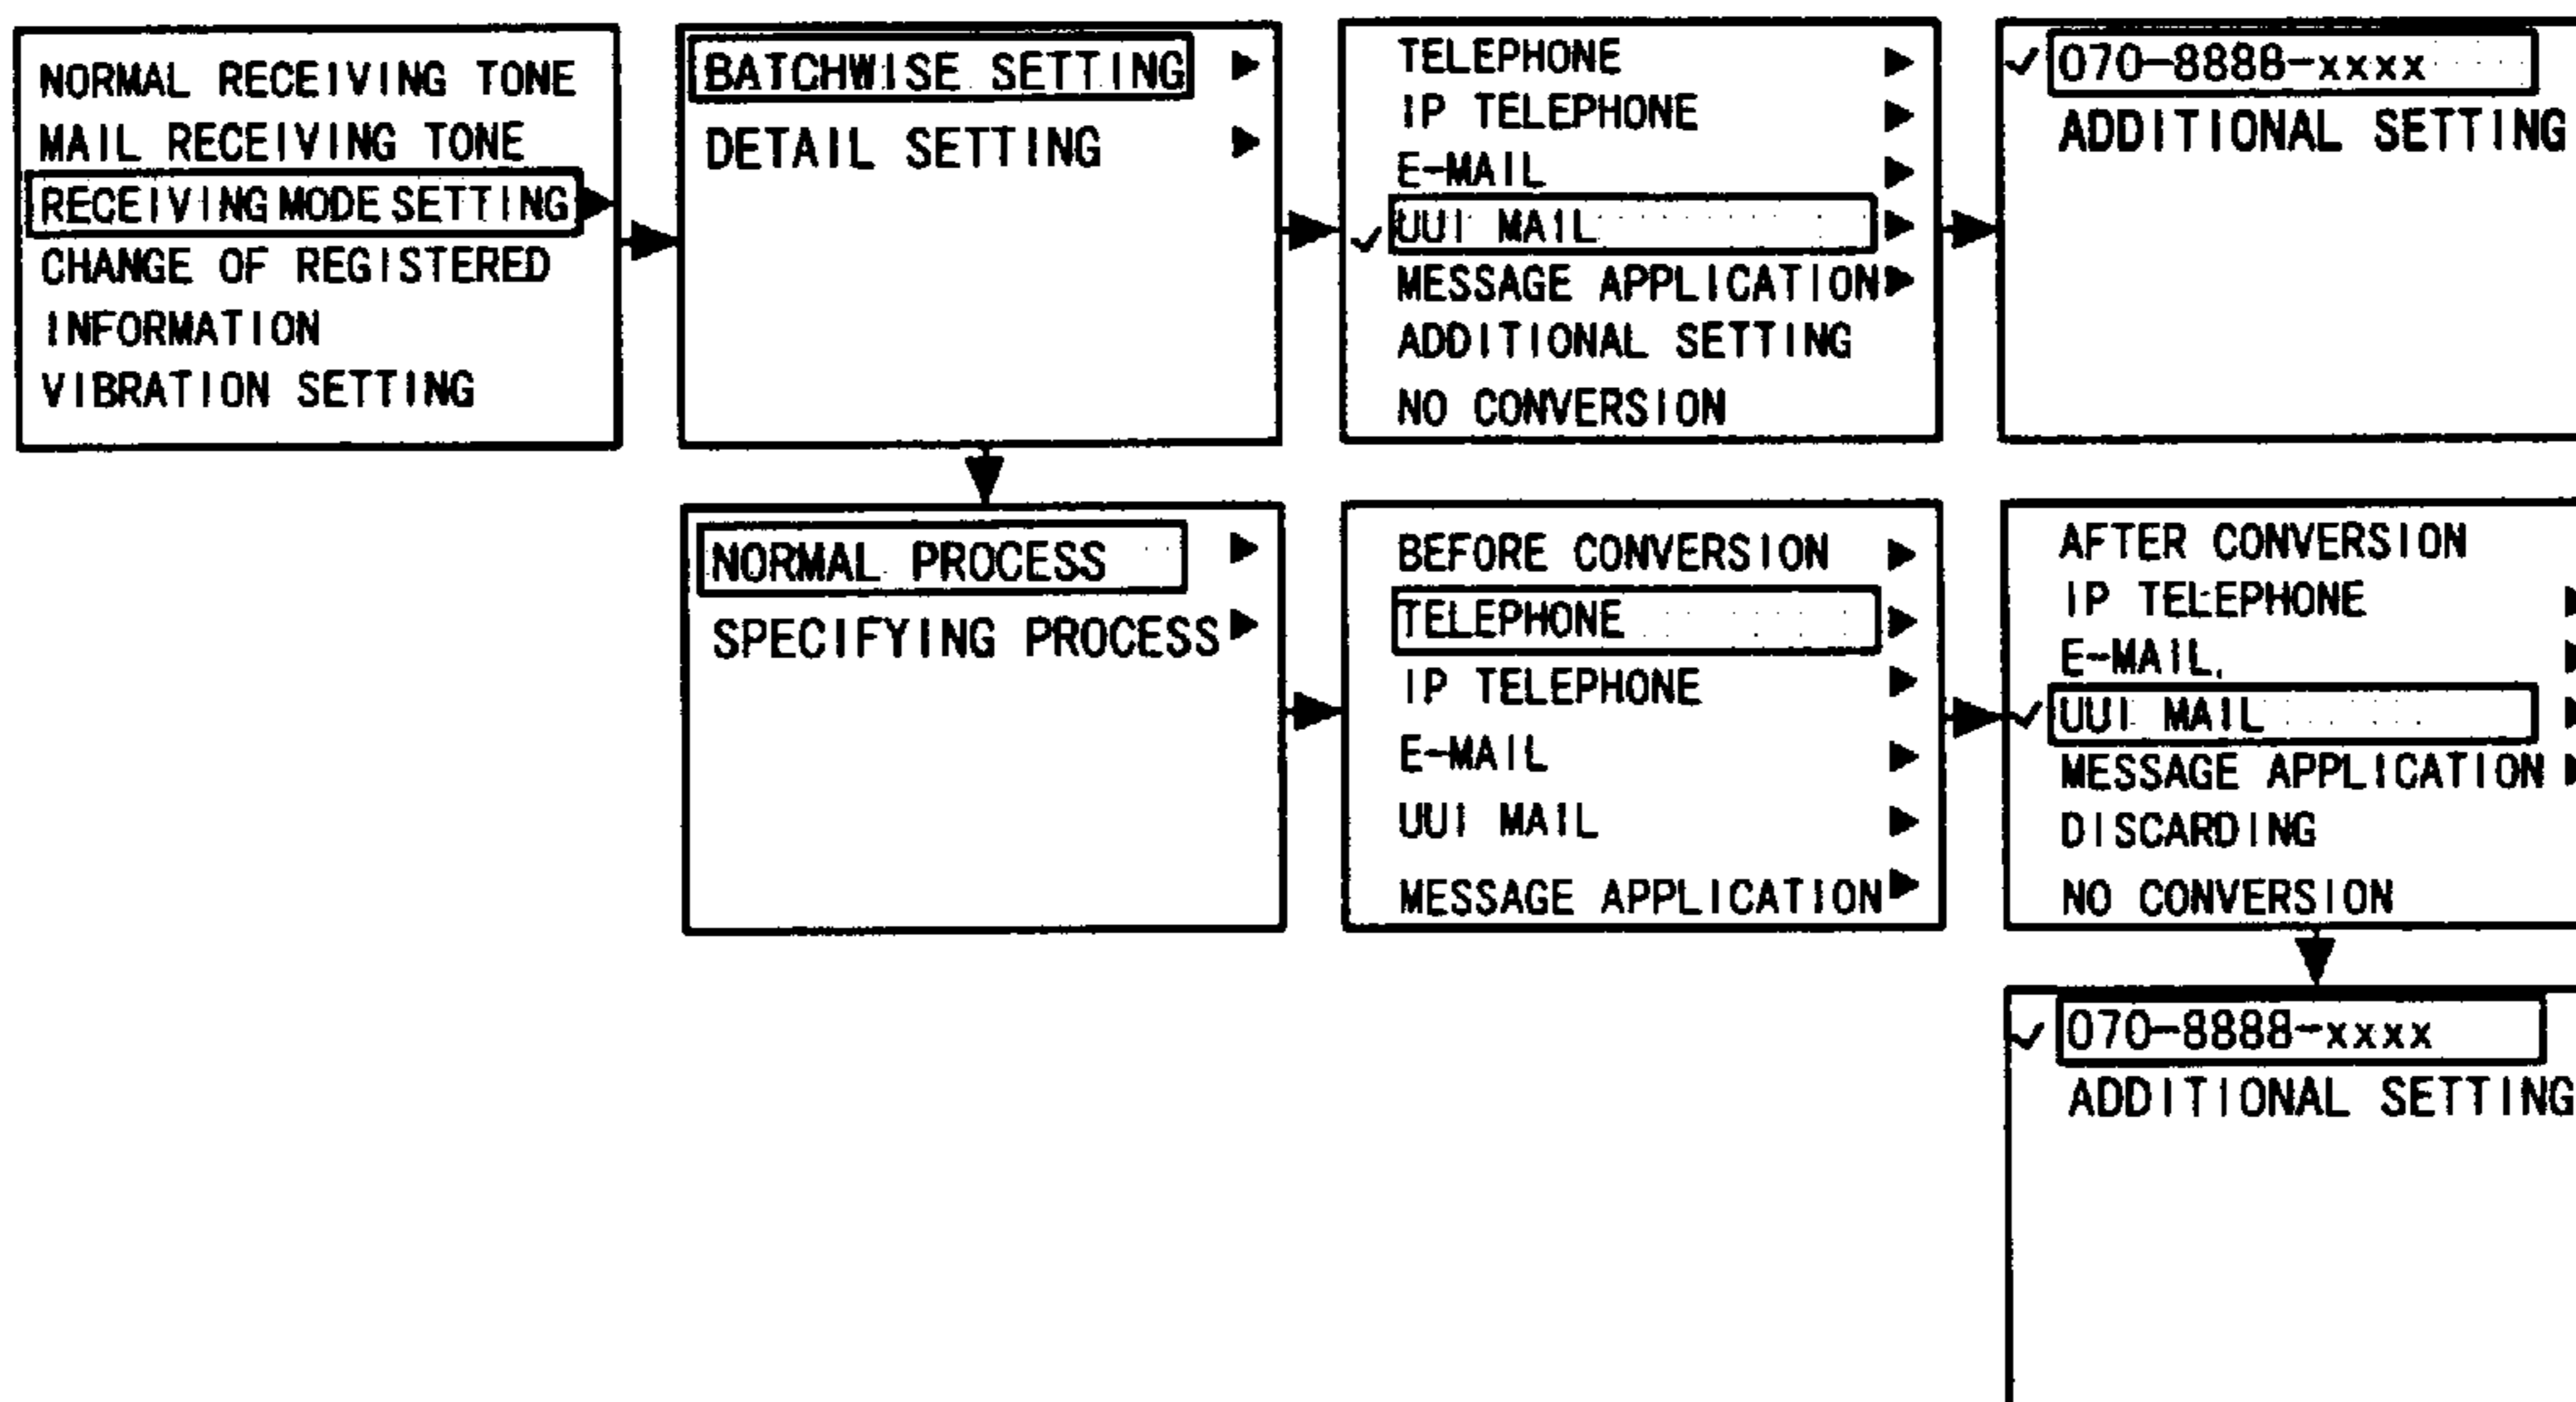 NORMAL RECEIVING TONE
MAIL RECEIVING TONE
RECEIVING MODE SETTING
CHANGE OF REGISTERED
INFORMATION
VIBRATION SETTING
BATCHWISE SETTING
DETAIL SETTING
TELEPHONE
IP TELEPHONE
E-MAIL
UUI MAIL
MESSAGE APPLICATION
ADDITIONAL SETTING
NO CONVERSION
070-8888-xxxx
ADDITIONAL SETTING
NORMAL PROCESS
SPECIFYING PROCESS
BEFORE CONVERSION
TELEPHONE
IP TELEPHONE
E-MAIL
UUI MAIL
MESSAGE APPLICATION
AFTER CONVERSION
IP TELEPHONE
E-MAIL
UUI MAIL
MESSAGE APPLICATION
DISCARDING
NO CONVERSION
070-8888-xxxx
ADDITIONAL SETTING